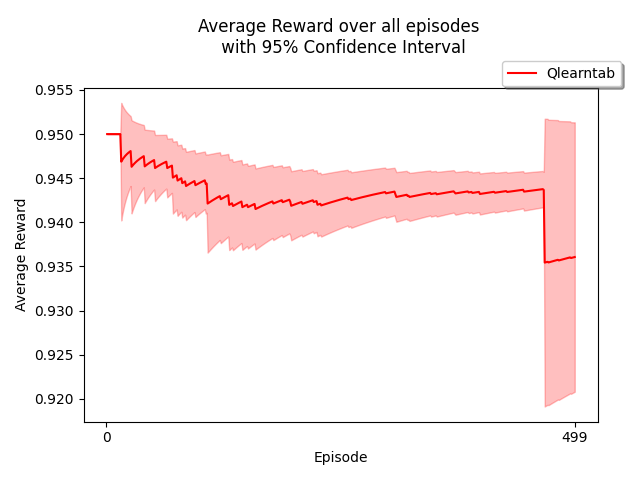 Average Reward over all episodes
with 95% Confidence Interval
Qlearntab
0.955
0.950
0.945
0.940
0.935
0.930
0.925
0.920
Average Reward
0
499
Episode